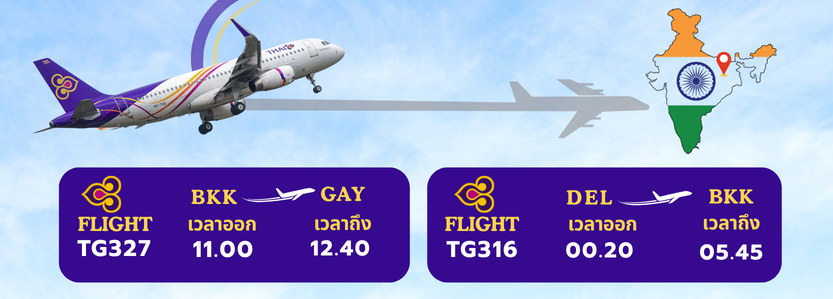 THAI
BKK GAY
FLIGHT เวลาออก เวลาถึง
TG327 11.00 12.40
DEL BKK
FLIGHT เวลาออก เวลาถึง
TG316 00.20 05.45